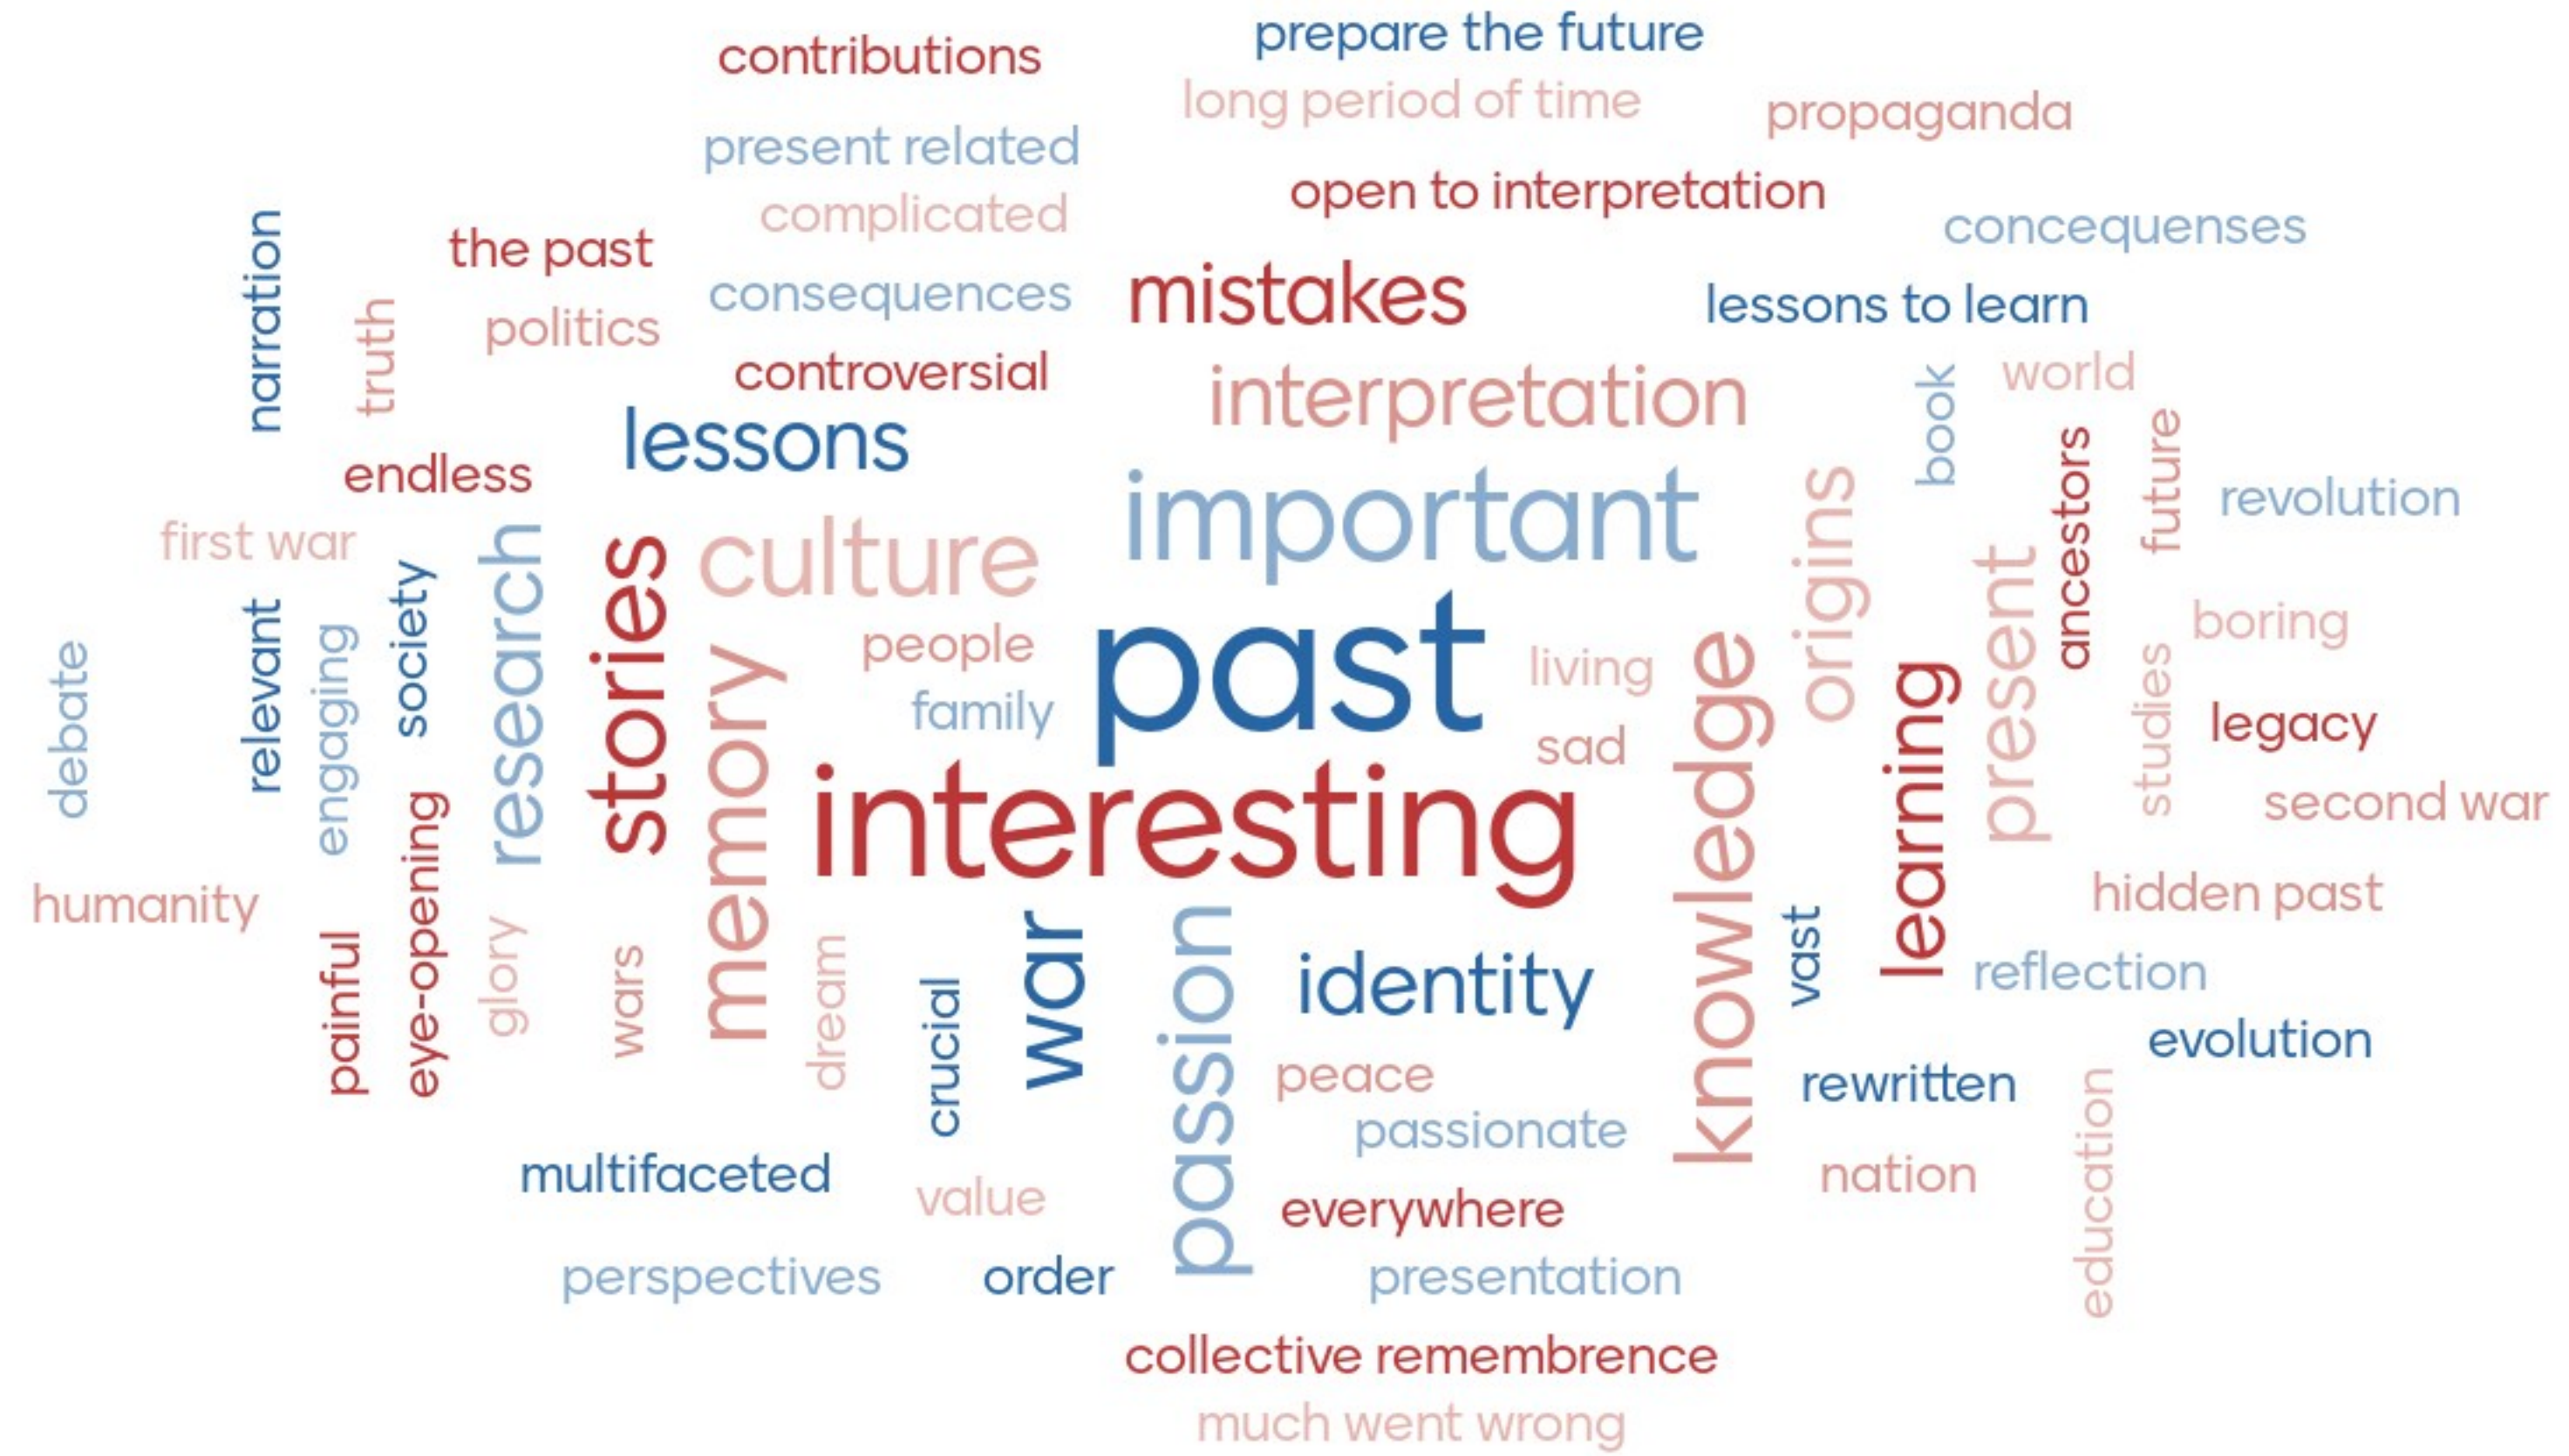 prepare the future
contributions
long period of time
propaganda
present related
open to interpretation
complicated
concequenses
narration
the past
consequences
mistakes
lessons to learn
truth
politics
controversial
interpretation
book
world
lessons
endless
important
origins
ancestors
future
revolution
first war
society
research
stories
culture
past
present
relevant
engaging
people
living
knowledge
boring
debate
family
sad
learning
studies
legacy
memory
interesting
second war
humanity
eye-opening
hidden past
painful
glory
wars
dream
crucial
war
passion
identity
vast
reflection
evolution
peace
rewritten
passionate
multifaceted
value
everywhere
nation
education
perspectives
order
presentation
collective remembrence
much went wrong